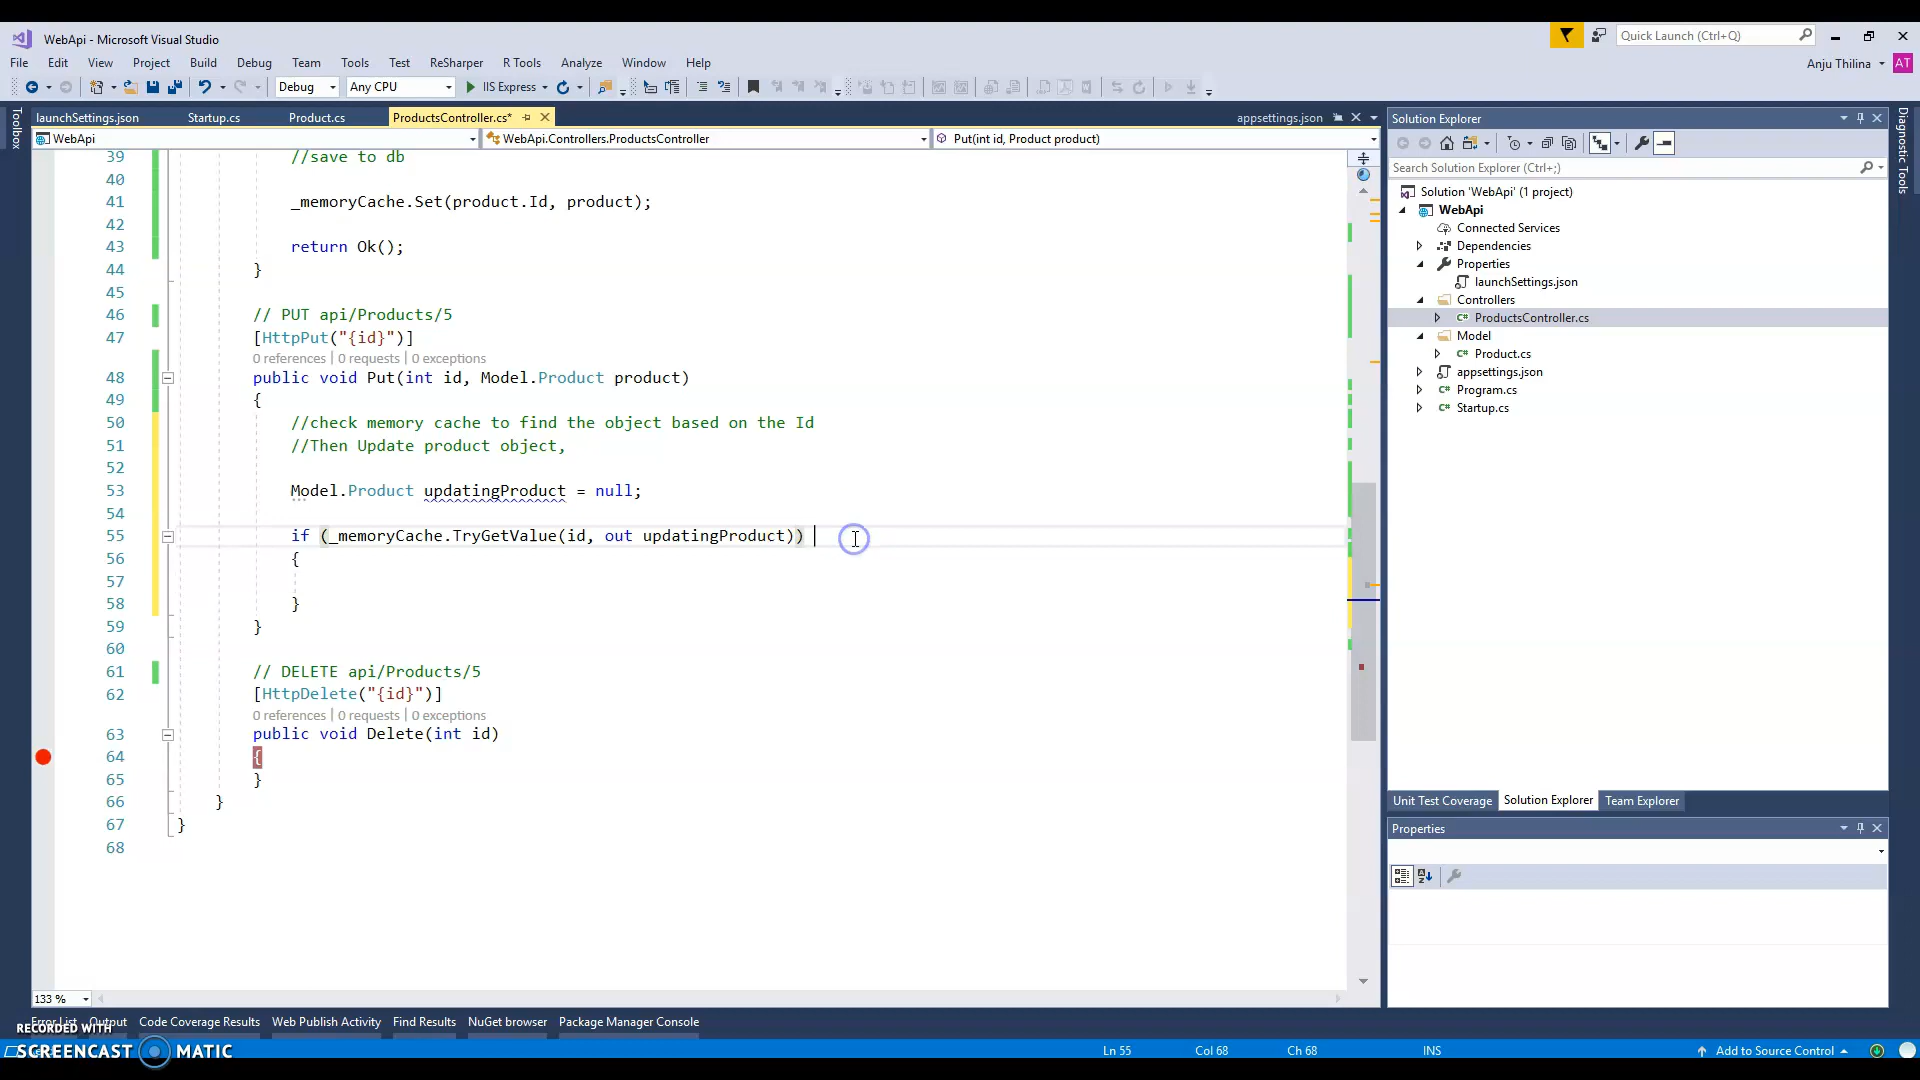 WebApi - Microsoft Visual Studio
Quick Launch (Ctrl+Q)
File Edit View Project Build Debug Team Tools Test ReSharper R Tools Analyze Window Help
Anju Thilina AT
Debug Any CPU IIS Express
Toolbox
launchSettings.json Startup.cs Product.cs ProductsController.cs* appsettings.json
WebApi WebApi.Controllers.ProductsController Put(int id, Product product)
39 //save to db
40
41 _memoryCache.Set(product.Id, product);
42
43 return Ok();
44 }
45
46 // PUT api/Products/5
47 [HttpPut("{id}")]
0 references | 0 requests | 0 exceptions
48 public void Put(int id, Model.Product product)
49 {
50 //check memory cache to find the object based on the Id
51 //Then Update product object,
52
53 Model.Product updatingProduct = null;
54
55 if (_memoryCache.TryGetValue(id, out updatingProduct))
56 {
57
58 }
59 }
60
61 // DELETE api/Products/5
62 [HttpDelete("{id}")]
0 references | 0 requests | 0 exceptions
63 public void Delete(int id)
64 {
65 }
66 }
67 }
68
133 %
Solution Explorer
Search Solution Explorer (Ctrl+;)
Solution 'WebApi' (1 project)
WebApi
Connected Services
Dependencies
Properties
launchSettings.json
Controllers
C# ProductsController.cs
Model
C# Product.cs
appsettings.json
C# Program.cs
C# Startup.cs
Unit Test Coverage Solution Explorer Team Explorer
Properties
Diagnostic Tools
Error List Output Code Coverage Results Web Publish Activity Find Results NuGet browser Package Manager Console
RECORDED WITH
SCREENCAST MATIC
Ln 55 Col 68 Ch 68 INS Add to Source Control